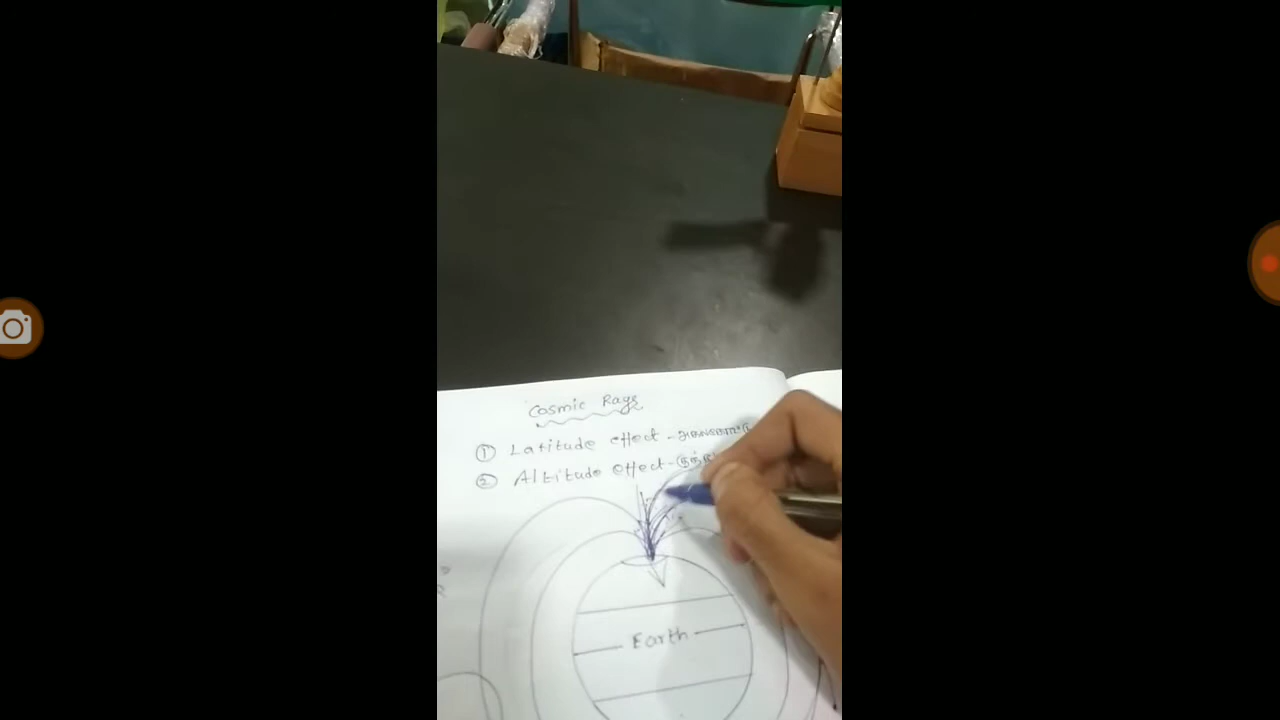 Cosmic Rays
① Latitude effect -
② Altitude effect -
Earth